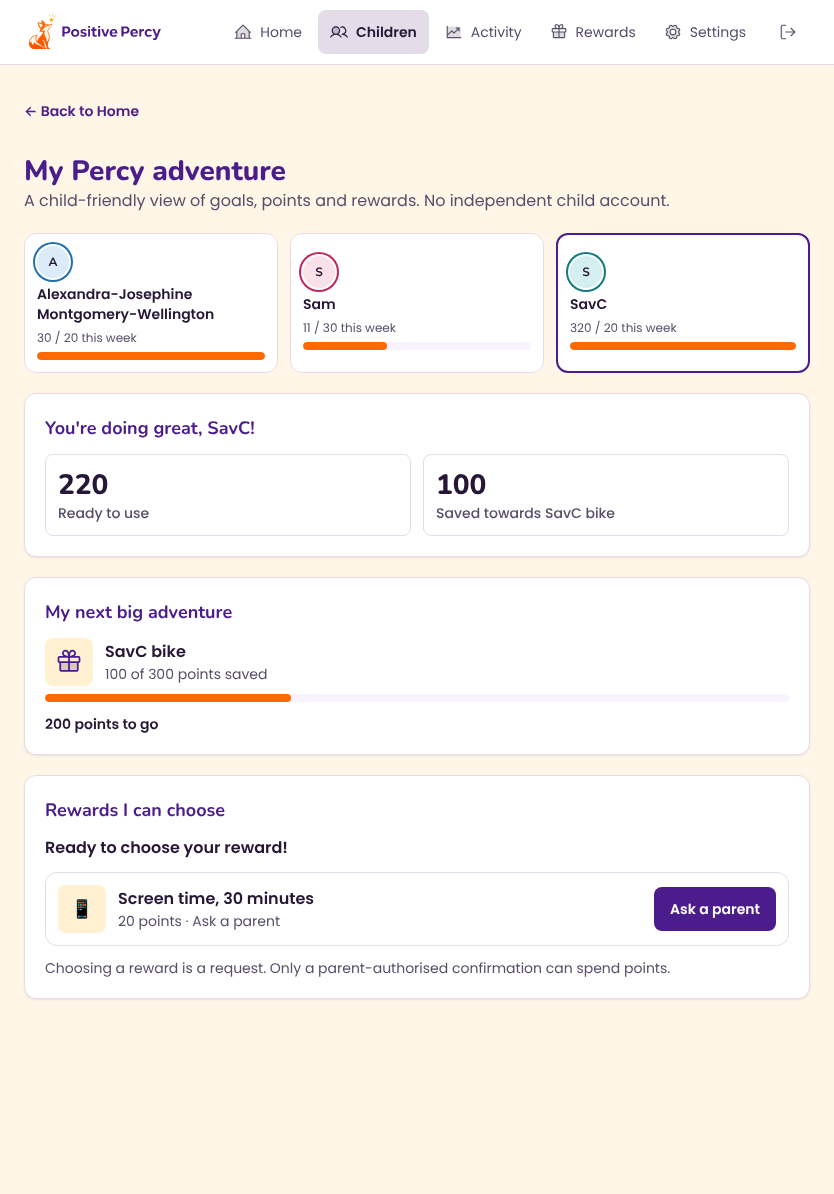 Positive Percy
Home
Children
Activity
Rewards
Settings
← Back to Home
My Percy adventure
A child-friendly view of goals, points and rewards. No independent child account.
A
Alexandra-Josephine
Montgomery-Wellington
30 / 20 this week
S
Sam
11 / 30 this week
S
SavC
320 / 20 this week
You're doing great, SavC!
220
Ready to use
100
Saved towards SavC bike
My next big adventure
SavC bike
100 of 300 points saved
200 points to go
Rewards I can choose
Ready to choose your reward!
Screen time, 30 minutes
20 points · Ask a parent
Ask a parent
Choosing a reward is a request. Only a parent-authorised confirmation can spend points.